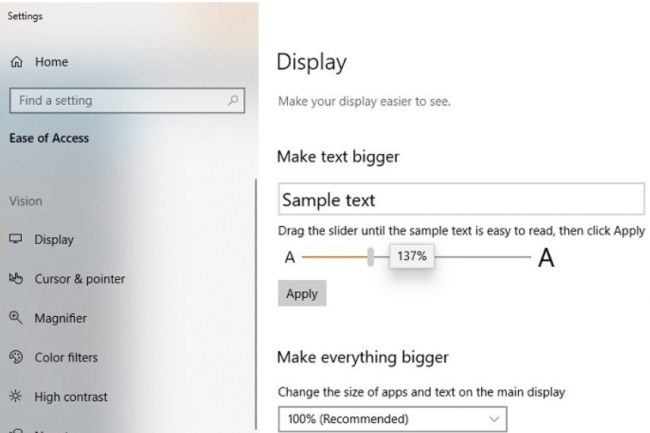 Settings
Home
Find a setting
Ease of Access
Vision
Display
Cursor & pointer
Magnifier
Color filters
High contrast
Display
Make your display easier to see.
Make text bigger
Sample text
Drag the slider until the sample text is easy to read, then click Apply
A 137% A
Apply
Make everything bigger
Change the size of apps and text on the main display
100% (Recommended)